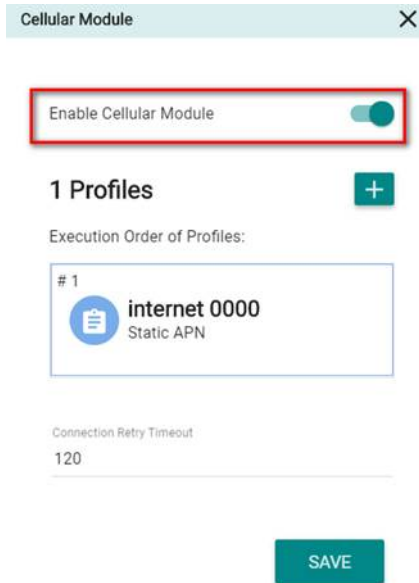 Cellular Module
Enable Cellular Module
1 Profiles
Execution Order of Profiles:
# 1
internet 0000
Static APN
Connection Retry Timeout
120
SAVE